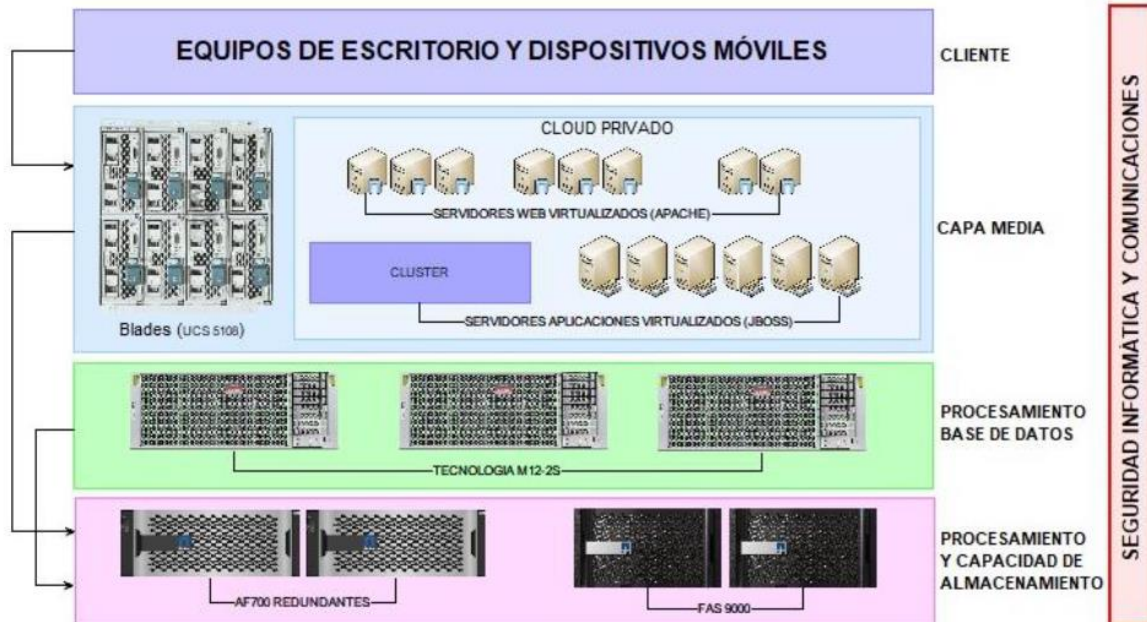 EQUIPOS DE ESCRITORIO Y DISPOSITIVOS MÓVILES
CLIENTE
CLOUD PRIVADO
SERVIDORES WEB VIRTUALIZADOS (APACHE)
CAPA MEDIA
CLUSTER
SERVIDORES APLICACIONES VIRTUALIZADOS (JBOSS)
Blades (UCS 5108)
PROCESAMIENTO
BASE DE DATOS
TECNOLOGIA M12-2S
PROCESAMIENTO
Y CAPACIDAD DE
ALMACENAMIENTO
AF700 REDUNDANTES
FAS 9000
SEGURIDAD INFORMÁTICA Y COMUNICACIONES